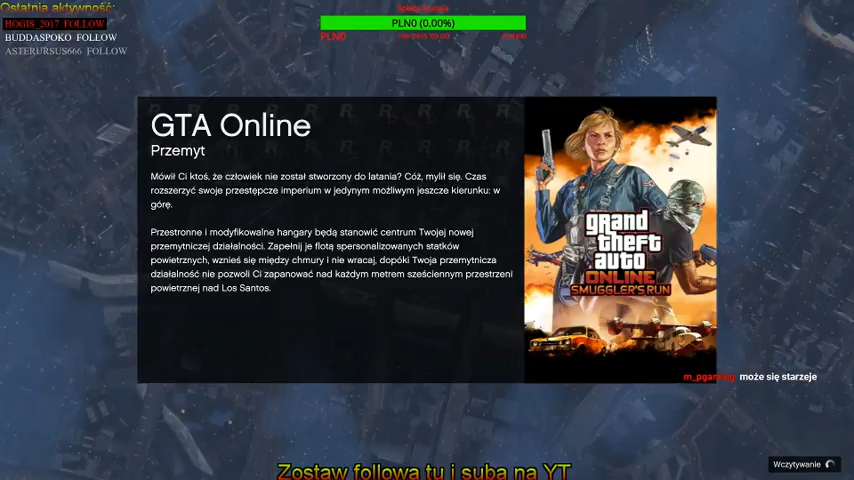 Ostatnia aktywność:
HOGIS_2017 FOLLOW
BUDDASPOKO FOLLOW
ASTERURSUS666 FOLLOW
PLN0 (0.00%)
PLN0
GTA Online
Przemyt
Mówił Ci ktoś, że człowiek nie został stworzony do latania? Cóż, mylił się. Czas
rozszerzyć swoje przestępcze imperium w jedynym możliwym jeszcze kierunku: w
górę.
Przestronne i modyfikowalne hangary będą stanowić centrum Twojej nowej
przemytniczej działalności. Zapełnij je flotą spersonalizowanych statków
powietrznych, wznieś się między chmury i nie wracaj, dopóki Twoja przemytnicza
działalność nie pozwoli Ci zapanować nad każdym metrem sześciennym przestrzeni
powietrznej nad Los Santos.
grand
theft
auto
ONLINE
SMUGGLER'S RUN
m_pgaming: może się starzeje
Wczytywanie
Zostaw followa tu i suba na YT